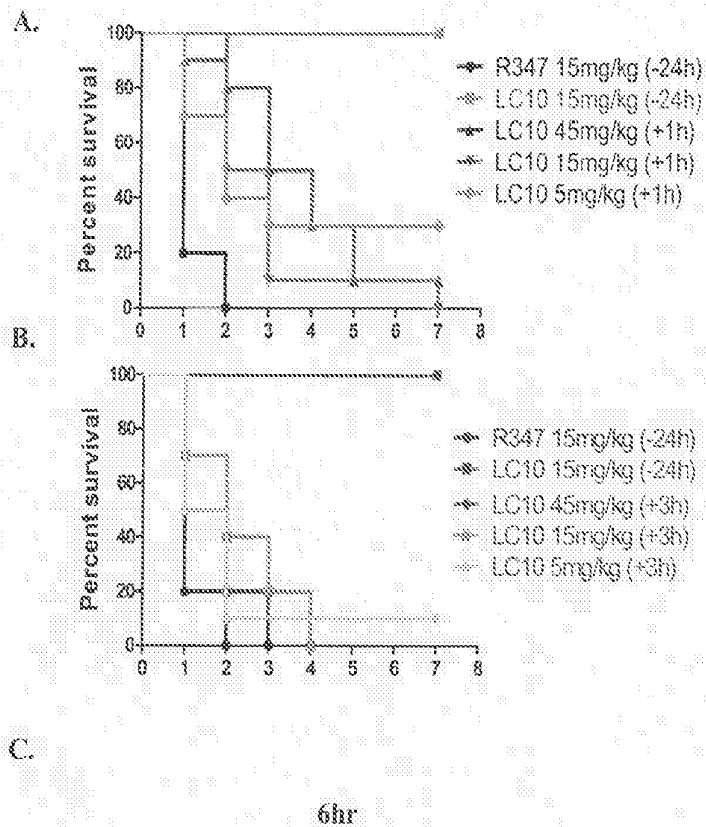 A.
Percent survival
100
80
60
40
20
0
0 1 2 3 4 5 6 7 8
R347 15mg/kg (-24h)
LC10 15mg/kg (-24h)
LC10 45mg/kg (+1h)
LC10 15mg/kg (+1h)
LC10 5mg/kg (+1h)
B.
Percent survival
100
80
60
40
20
0
0 1 2 3 4 5 6 7 8
R347 15mg/kg (-24h)
LC10 15mg/kg (-24h)
LC10 45mg/kg (+3h)
LC10 15mg/kg (+3h)
LC10 5mg/kg (+3h)
C.
6hr